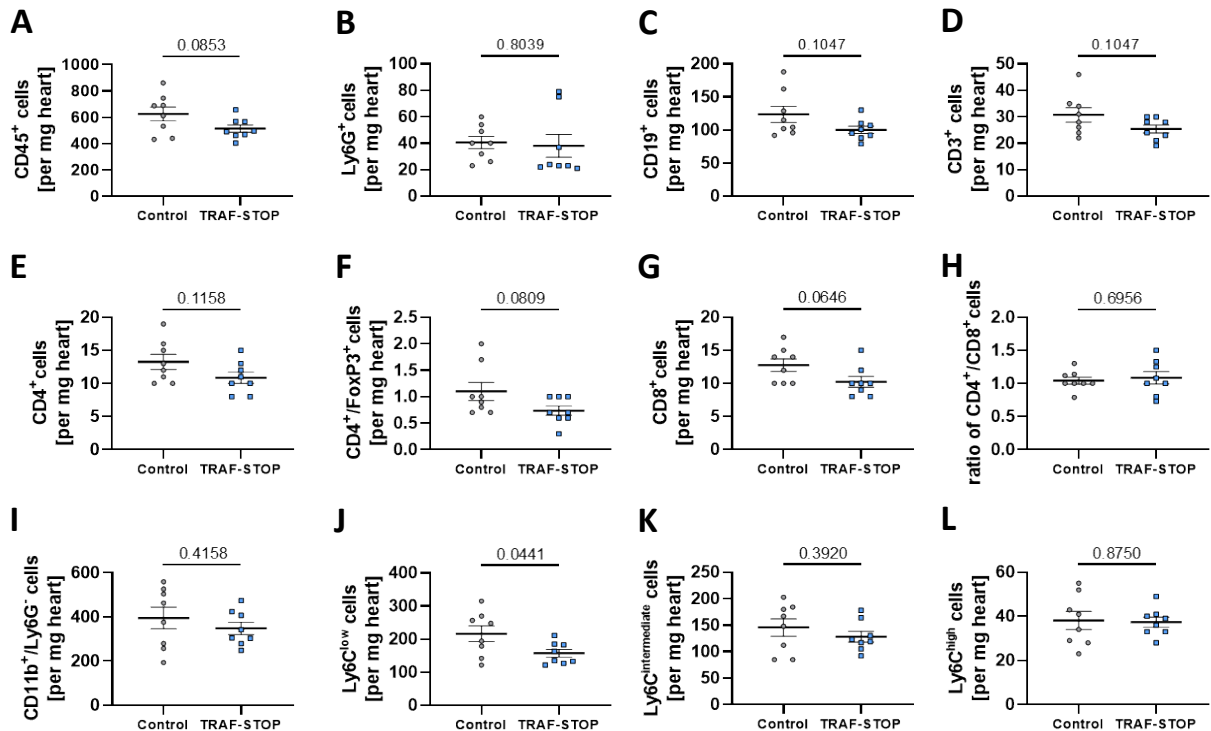 A
0.0853
CD45⁺ cells
[per mg heart]
1000
800
600
400
200
0
Control TRAF-STOP
B
0.8039
Ly6G⁺ cells
[per mg heart]
100
80
60
40
20
0
Control TRAF-STOP
C
0.1047
CD19⁺ cells
[per mg heart]
200
150
100
50
0
Control TRAF-STOP
D
0.1047
CD3⁺ cells
[per mg heart]
50
40
30
20
10
0
Control TRAF-STOP
E
0.1158
CD4⁺ cells
[per mg heart]
20
15
10
5
0
Control TRAF-STOP
F
0.0809
CD4⁺/FoxP3⁺ cells
[per mg heart]
2.5
2.0
1.5
1.0
0.5
0.0
Control TRAF-STOP
G
0.0646
CD8⁺ cells
[per mg heart]
20
15
10
5
0
Control TRAF-STOP
H
0.6956
ratio of CD4⁺/CD8⁺cells
2.0
1.5
1.0
0.5
0.0
Control TRAF-STOP
I
0.4158
CD11b⁺/Ly6G⁻ cells
[per mg heart]
600
400
200
0
Control TRAF-STOP
J
0.0441
Ly6Cˡᵒʷ cells
[per mg heart]
400
300
200
100
0
Control TRAF-STOP
K
0.3920
Ly6Cⁱⁿᵗᵉʳᵐᵉᵈⁱᵃᵗᵉ cells
[per mg heart]
250
200
150
100
50
0
Control TRAF-STOP
L
0.8750
Ly6Cʰⁱᵍʰ cells
[per mg heart]
60
40
20
0
Control TRAF-STOP